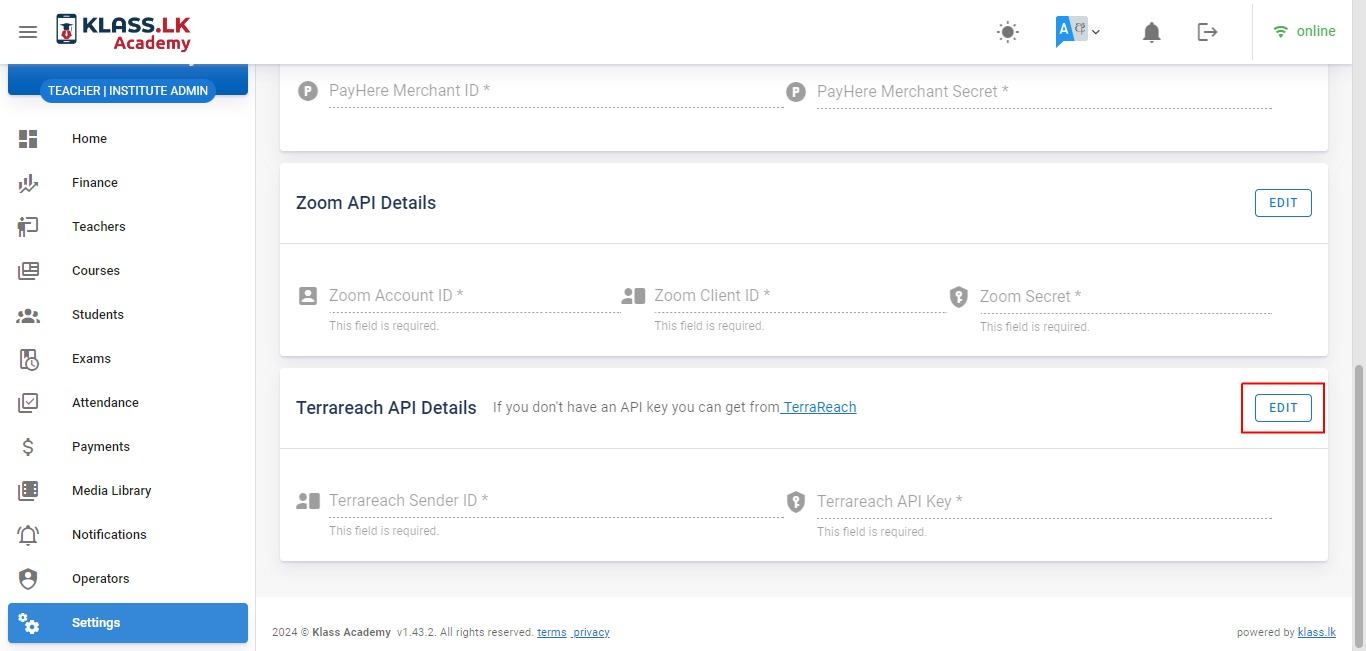 KLASS.LK
Academy
A
online
TEACHER | INSTITUTE ADMIN
Home
Finance
Teachers
Courses
Students
Exams
Attendance
Payments
Media Library
Notifications
Operators
Settings
P PayHere Merchant ID *
P PayHere Merchant Secret *
Zoom API Details
EDIT
Zoom Account ID *
This field is required.
Zoom Client ID *
This field is required.
Zoom Secret *
This field is required.
Terrareach API Details If you don't have an API key you can get from TerraReach
EDIT
Terrareach Sender ID *
This field is required.
Terrareach API Key *
This field is required.
2024 © Klass Academy v1.43.2. All rights reserved. terms privacy
powered by klass.lk